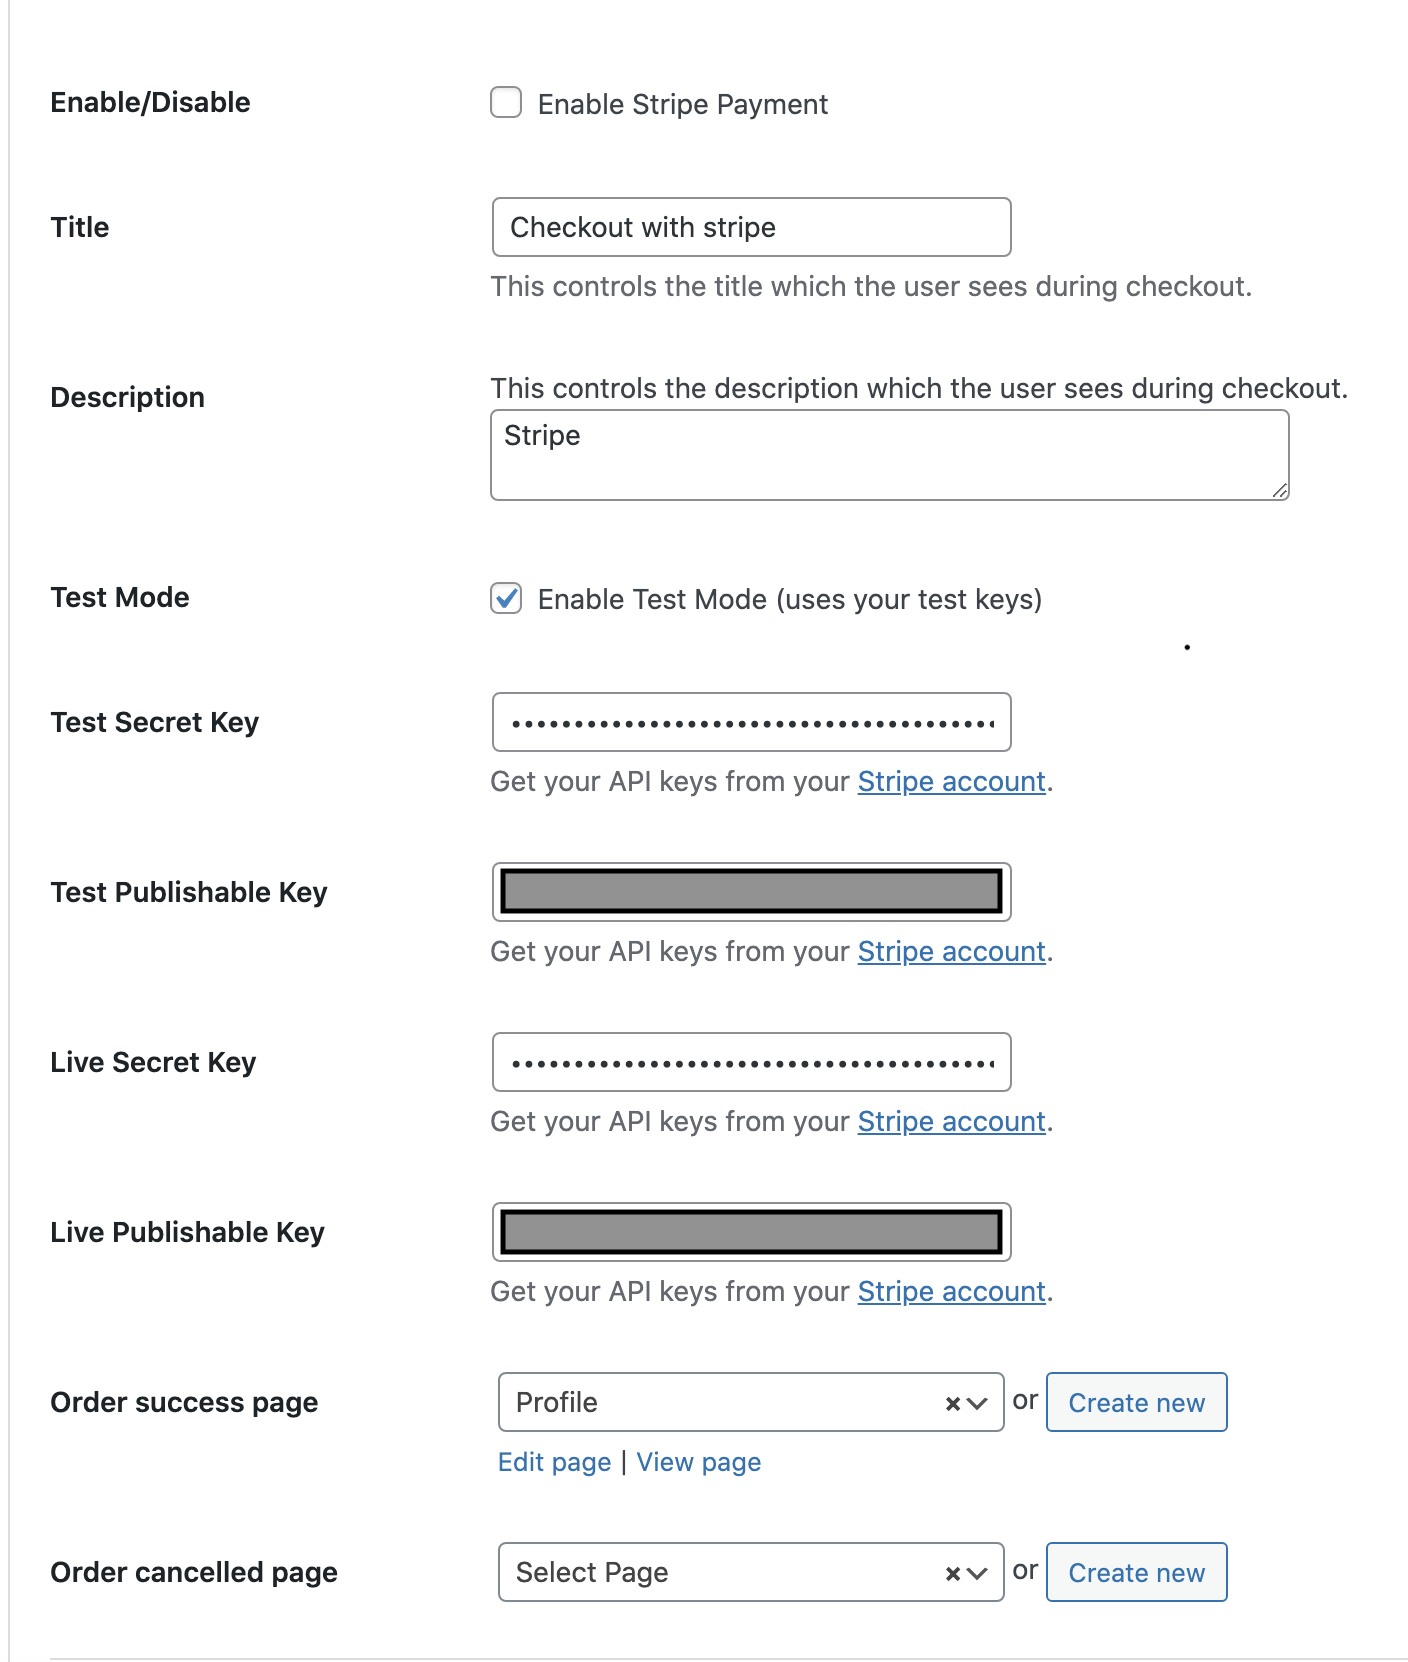 Enable/Disable
Enable Stripe Payment
Title
Checkout with stripe
This controls the title which the user sees during checkout.
Description
This controls the description which the user sees during checkout.
Stripe
Test Mode
Enable Test Mode (uses your test keys)
Test Secret Key
Get your API keys from your Stripe account.
Test Publishable Key
Get your API keys from your Stripe account.
Live Secret Key
Get your API keys from your Stripe account.
Live Publishable Key
Get your API keys from your Stripe account.
Order success page
Profile
or
Create new
Edit page | View page
Order cancelled page
Select Page
or
Create new